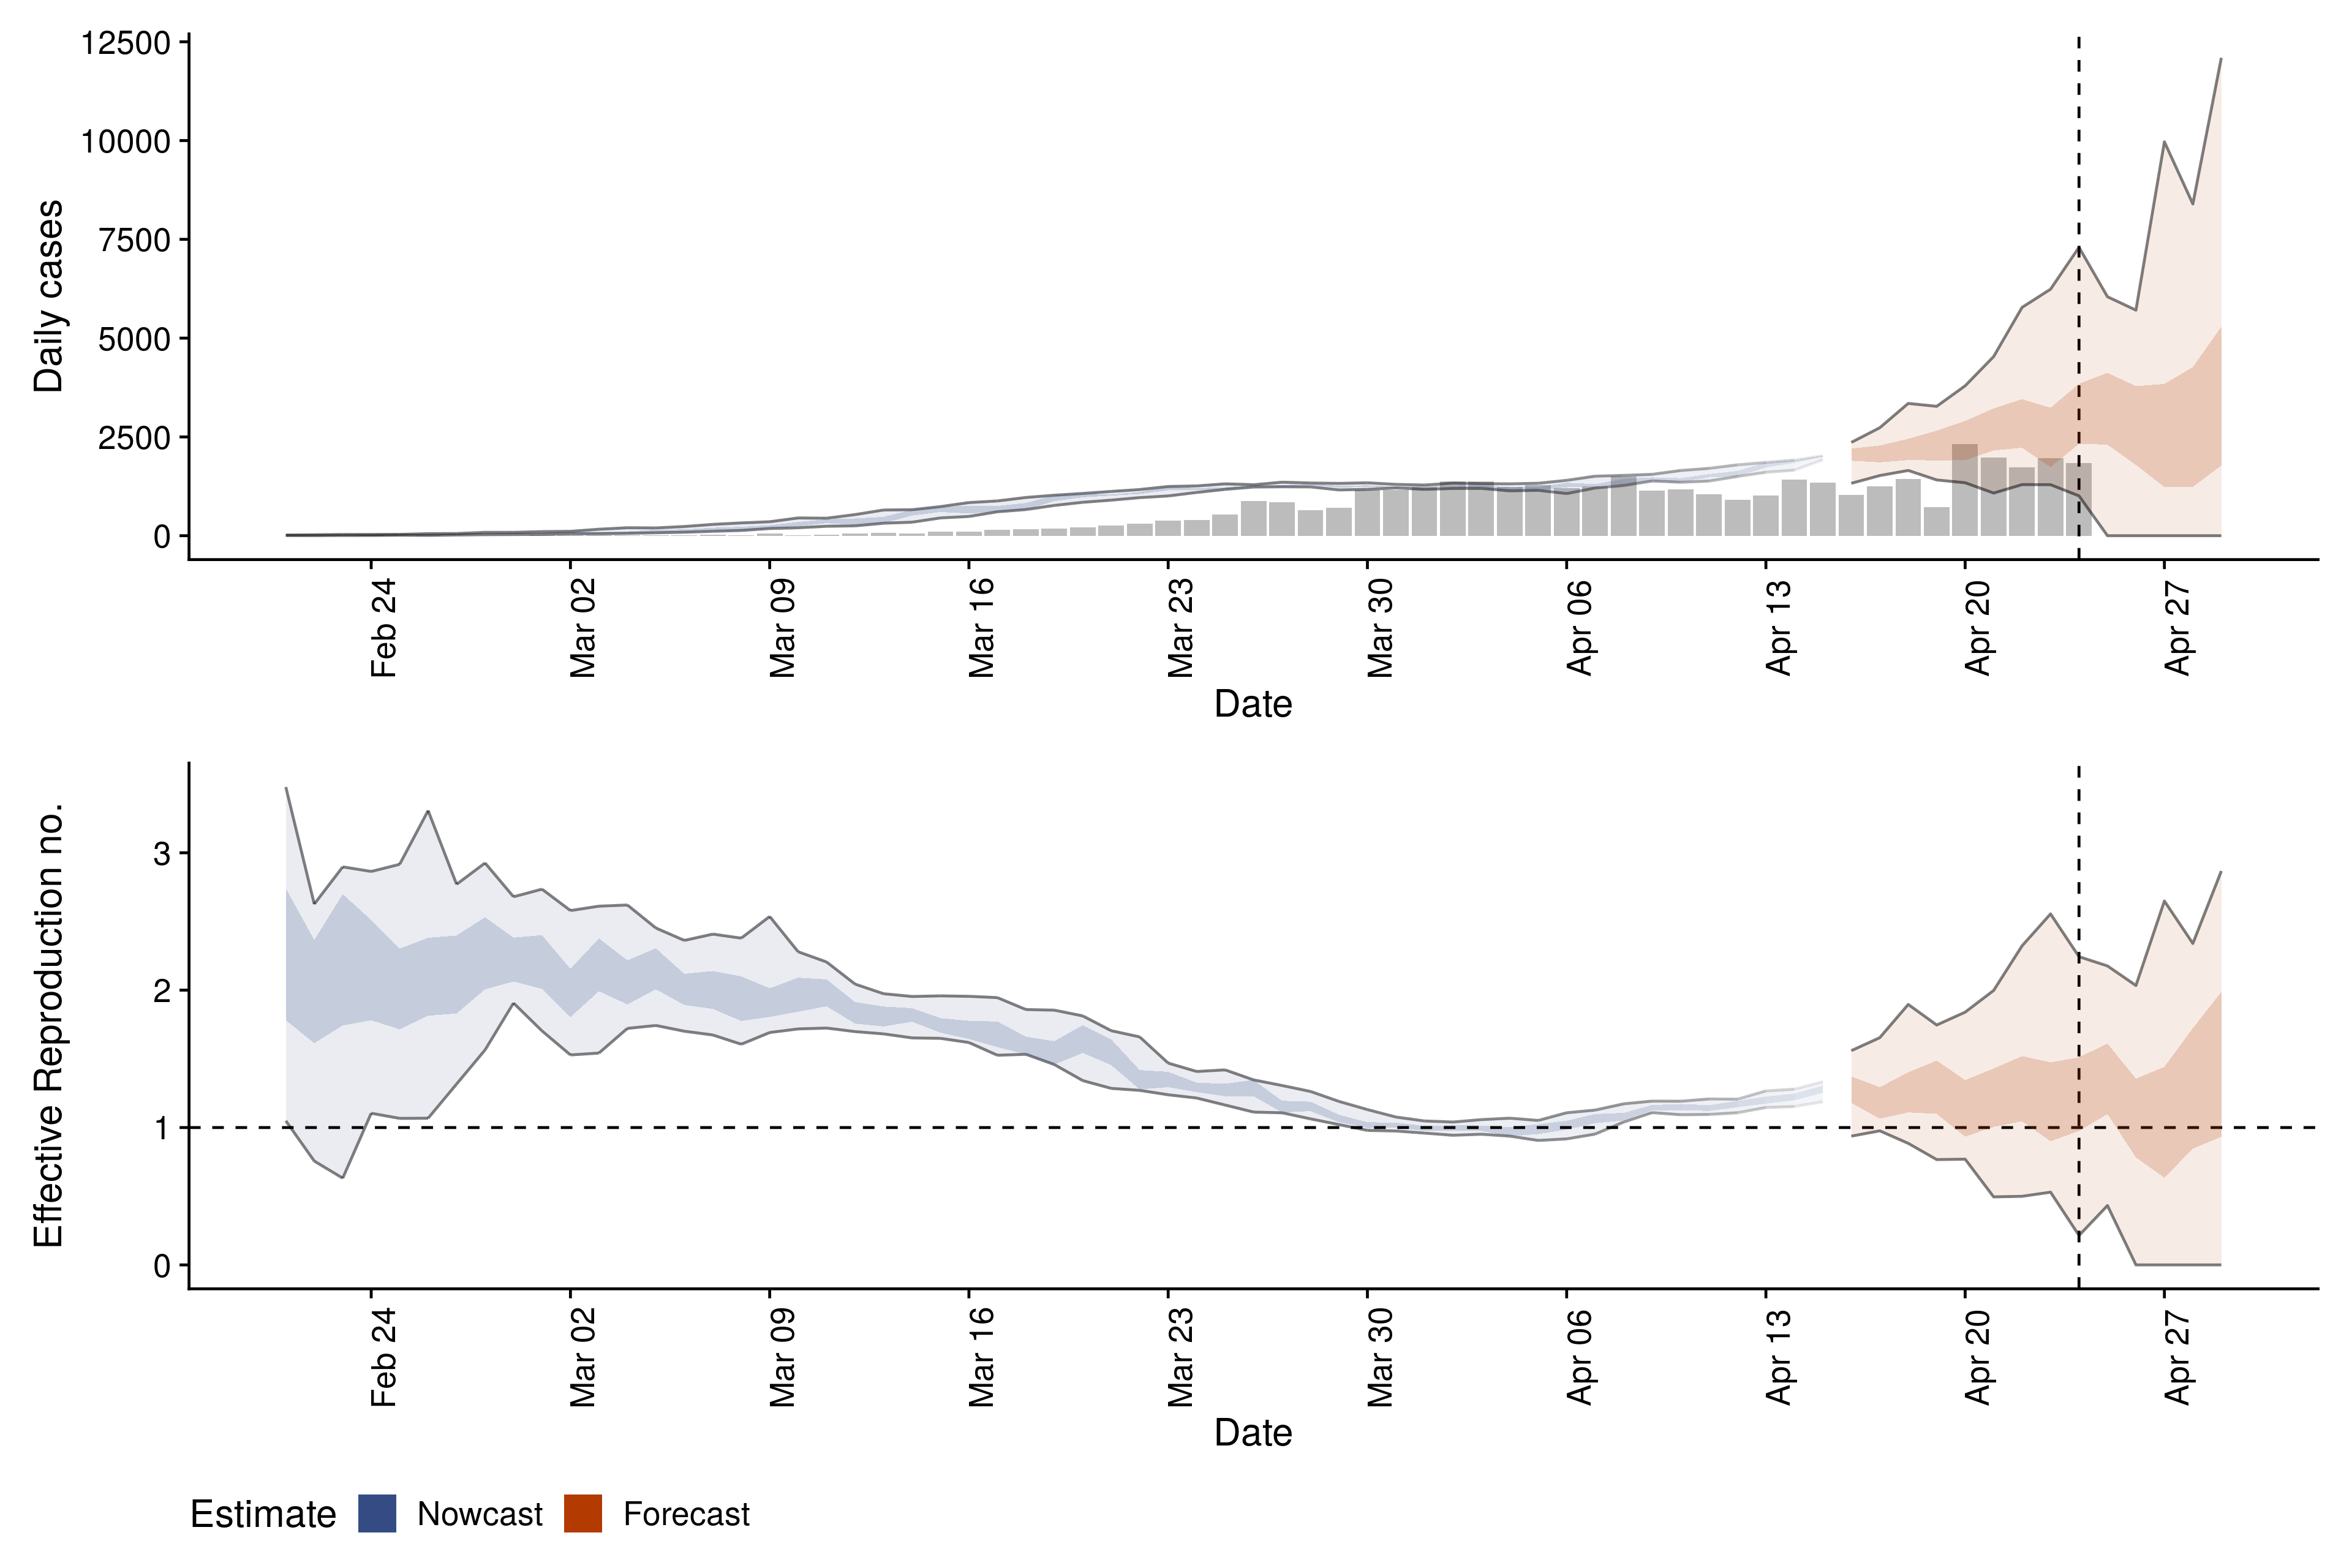 12500
10000
7500
5000
2500
0
Daily cases
Feb 24
Mar 02
Mar 09
Mar 16
Mar 23
Mar 30
Apr 06
Apr 13
Apr 20
Apr 27
Date
3
2
1
0
Effective Reproduction no.
Feb 24
Mar 02
Mar 09
Mar 16
Mar 23
Mar 30
Apr 06
Apr 13
Apr 20
Apr 27
Date
Estimate Nowcast Forecast